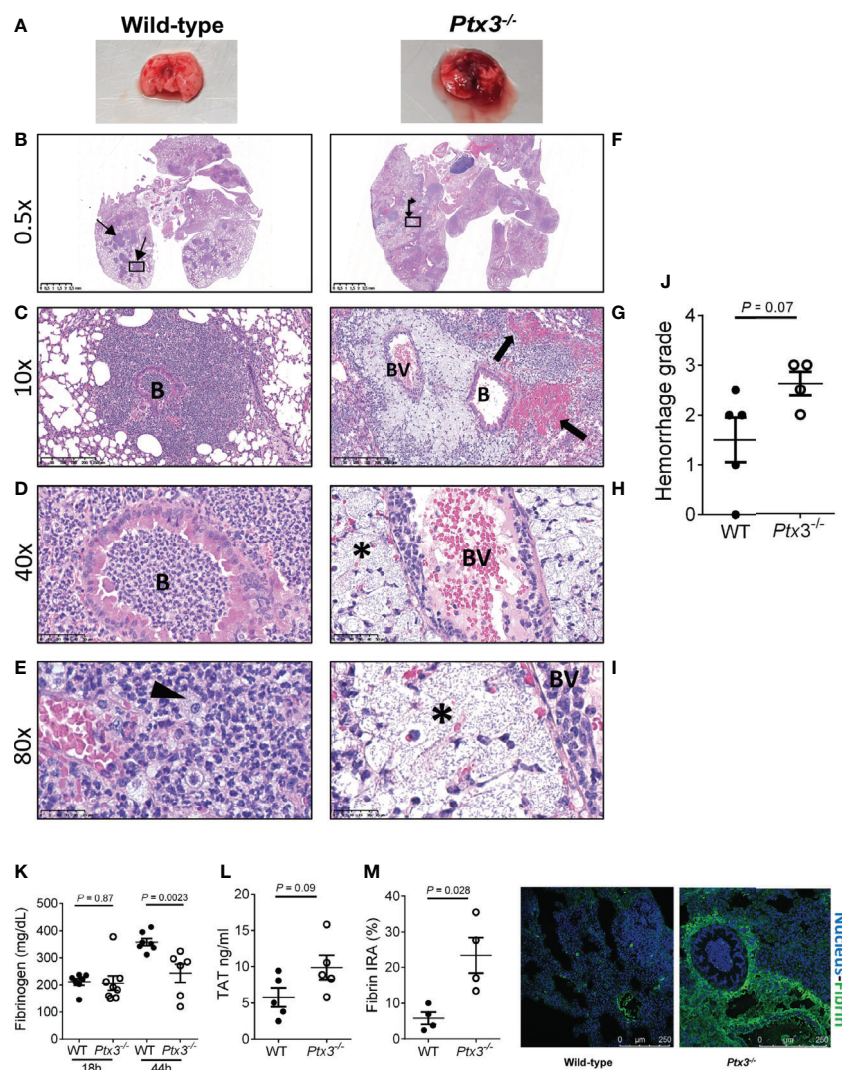 A
Wild-type
Ptx3-/-
B
F
0.5x
C
G
10x
B
BV
B
D
H
40x
B
*
BV
E
I
80x
*
BV
J
P = 0.07
Hemorrhage grade
4
3
2
1
0
WT
Ptx3-/-
K
P = 0.87
P = 0.0023
Fibrinogen (mg/dL)
500
400
300
200
100
0
WT
Ptx3-/-
WT
Ptx3-/-
18h
44h
L
P = 0.09
TAT ng/ml
20
15
10
5
0
WT
Ptx3-/-
M
P = 0.028
Fibrin IRA (%)
40
30
20
10
0
WT
Ptx3-/-
0
µm
250
Wild-type
0
µm
250
Ptx3-/-
Nucleus-Fibrin